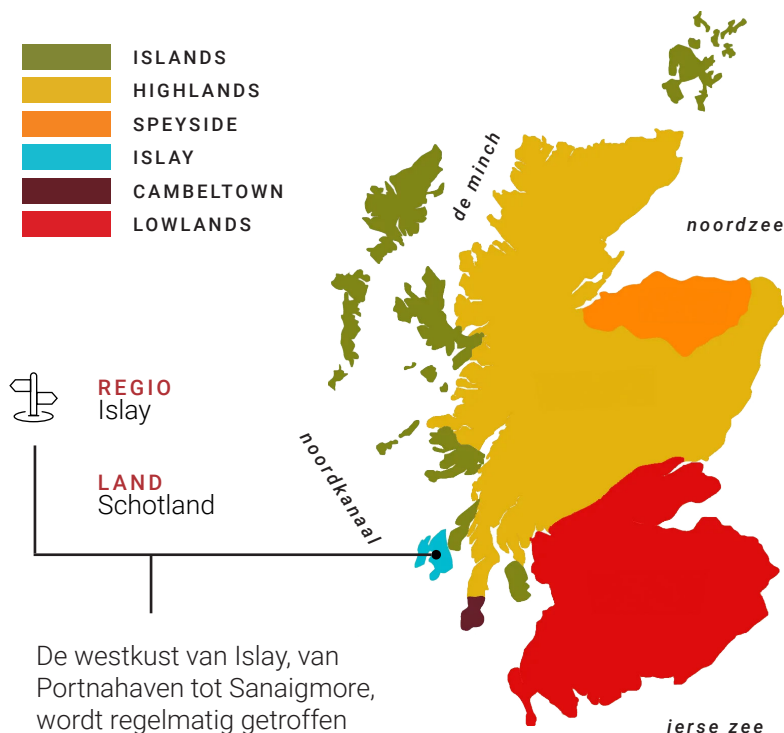 ISLANDS
HIGHLANDS
SPEYSIDE
ISLAY
CAMBELTOWN
LOWLANDS
de minch
noordzee
REGIO
Islay
LAND
Schotland
noordkanaal
De westkust van Islay, van
Portnahaven tot Sanaigmore,
wordt regelmatig getroffen
ierse zee